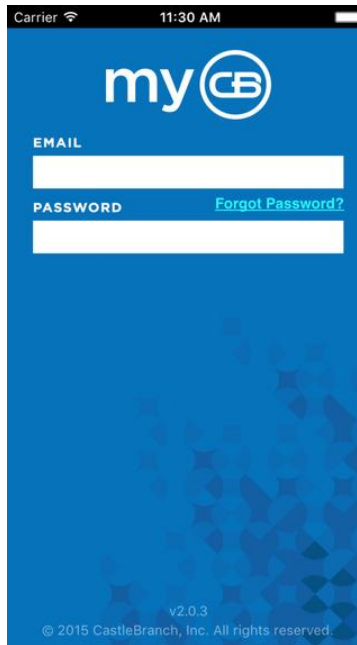 Carrier 11:30 AM
my CB
EMAIL
PASSWORD Forgot Password?
v2.0.3
© 2015 CastleBranch, Inc. All rights reserved.